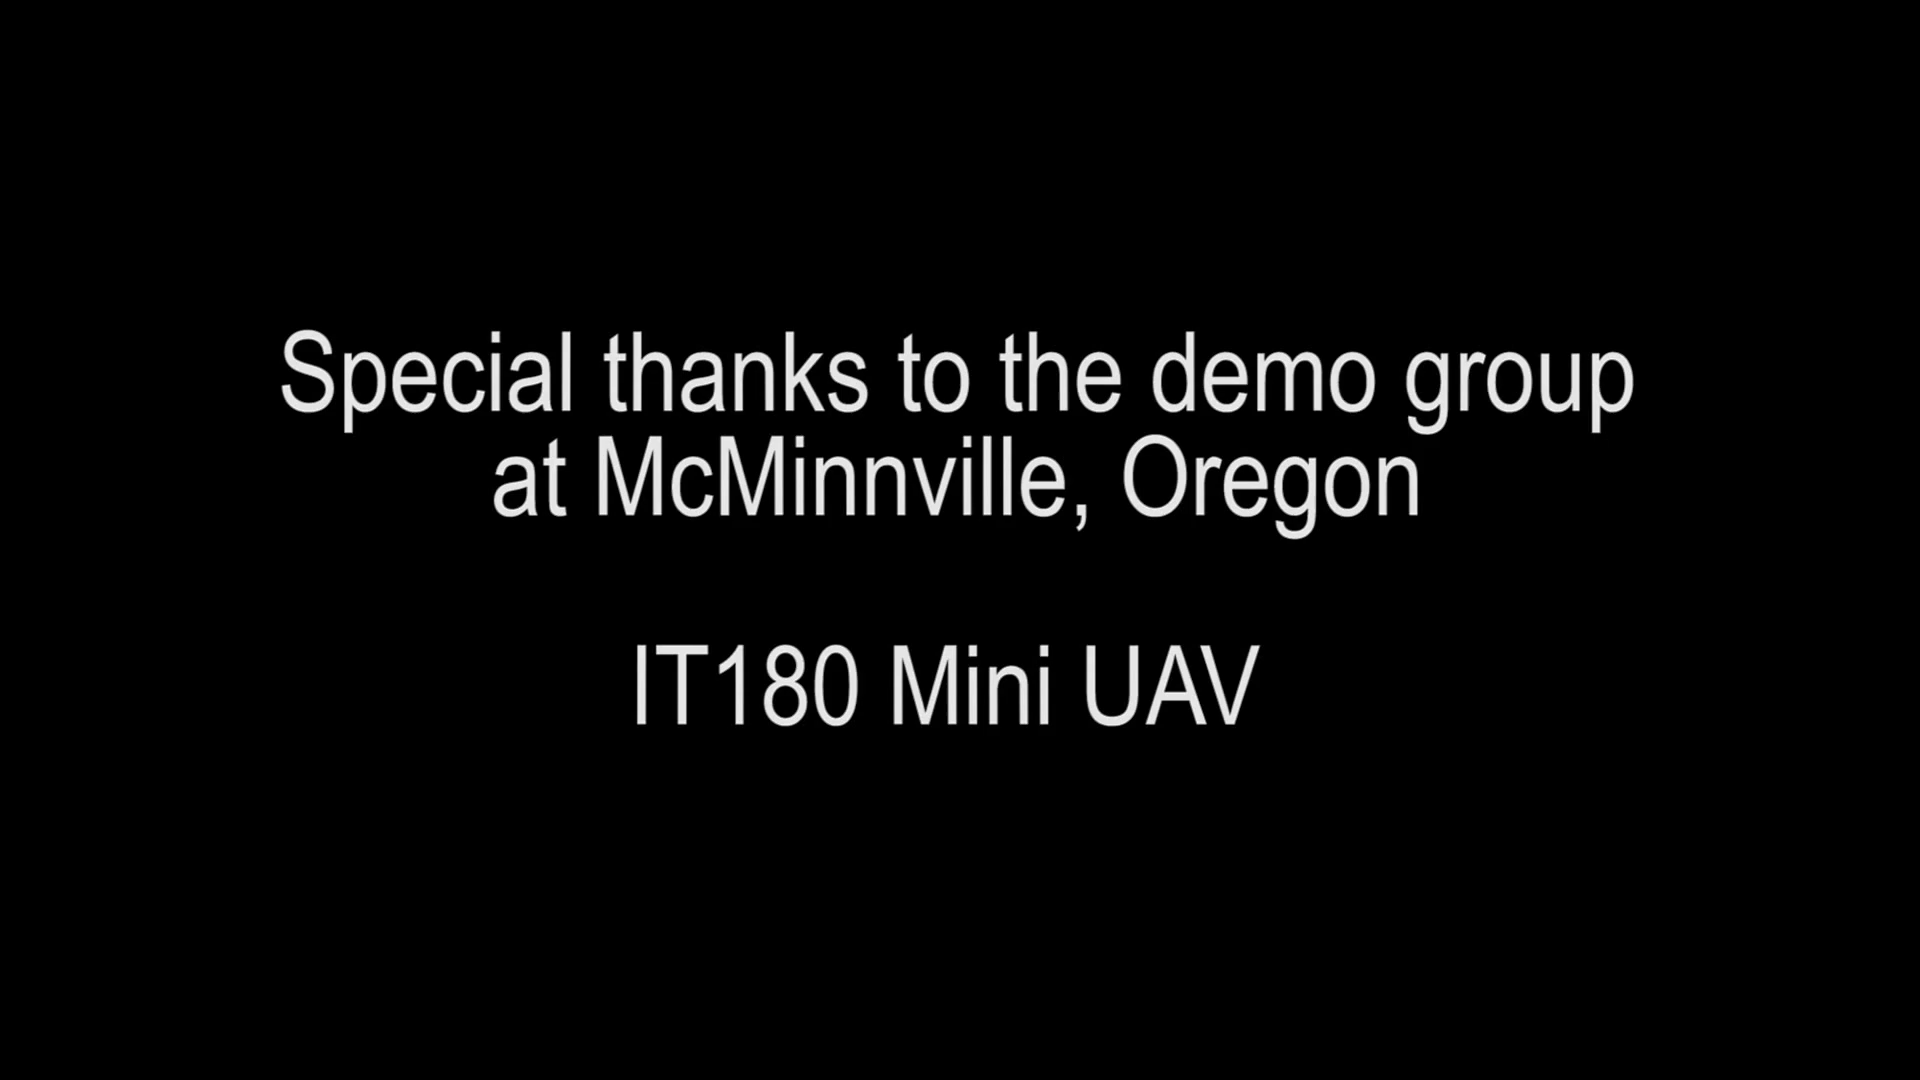 Special thanks to the demo group
at McMinnville, Oregon
IT180 Mini UAV